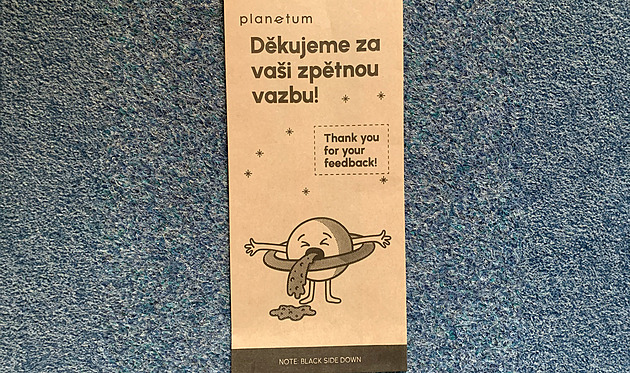 planetum
Děkujeme za
vaši zpětnou
vazbu!
Thank you
for your
feedback!
NOTE: BLACK SIDE DOWN